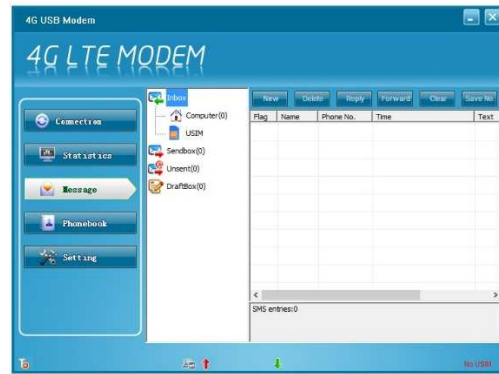 4G USB Modem
4G LTE MODEM
Connection
Statistics
Message
Phonebook
Setting
Inbox
Computer(0)
USIM
Sendbox(0)
Unsent(0)
DraftBox(0)
New Delete Reply Forward Clear Save No
Flag Name Phone No. Time Text
SMS entries:0
No USIM